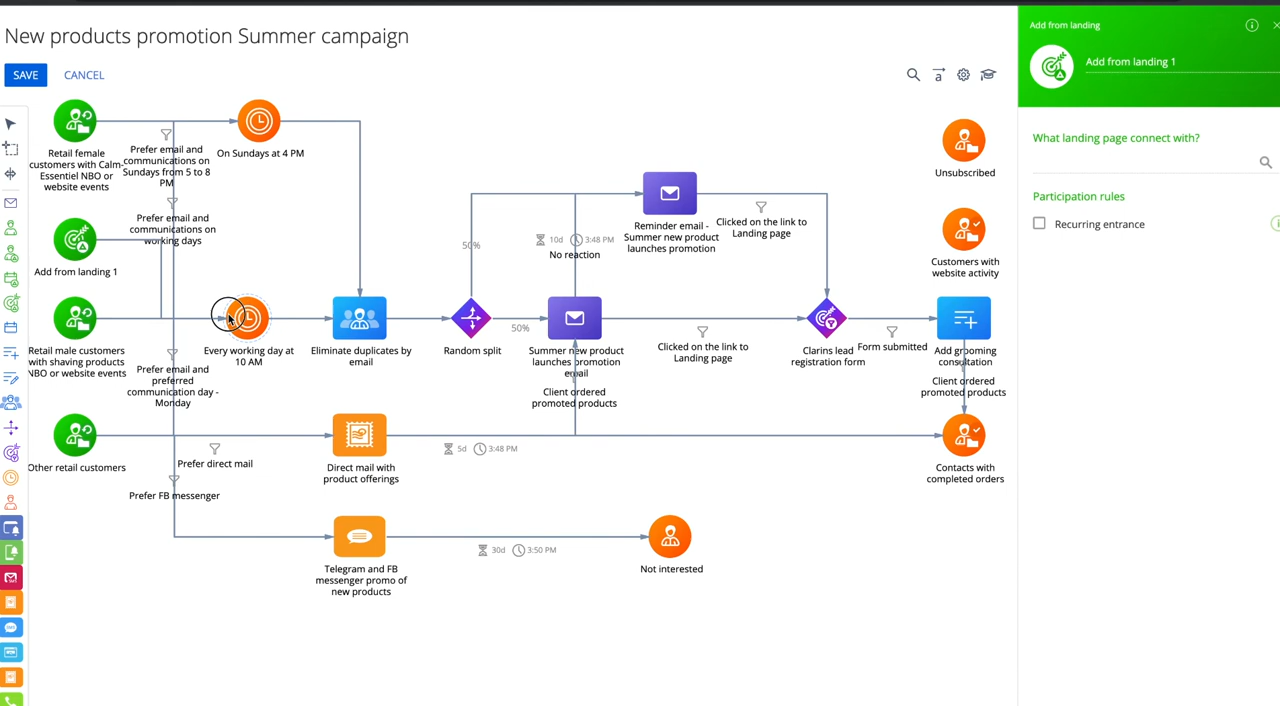 New products promotion Summer campaign
SAVE
CANCEL
a
Add from landing
Add from landing 1
What landing page connect with?
Participation rules
Recurring entrance
Retail female
customers with Calm-
Essentiel NBO or
website events
Prefer email and
communications on
Sundays from 5 to 8
PM
On Sundays at 4 PM
Unsubscribed
Prefer email and
communications on
working days
Add from landing 1
50%
10d
3:48 PM
No reaction
Reminder email -
Summer new product
launches promotion
Clicked on the link to
Landing page
Customers with
website activity
Retail male customers
with shaving products
NBO or website events
Every working day at
10 AM
Eliminate duplicates by
email
Random split
50%
Summer new product
launches promotion
email
Clicked on the link to
Landing page
Clarins lead
registration form
Form submitted
Add grooming
consultation
Prefer email and
preferred
communication day -
Monday
Client ordered
promoted products
Client ordered
promoted products
Other retail customers
Prefer direct mail
Direct mail with
product offerings
5d
3:48 PM
Contacts with
completed orders
Prefer FB messenger
Telegram and FB
messenger promo of
new products
30d
3:50 PM
Not interested